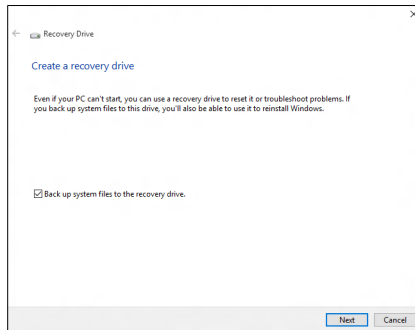 Recovery Drive
Create a recovery drive
Even if your PC can't start, you can use a recovery drive to reset it or troubleshoot problems. If
you back up system files to this drive, you'll also be able to use it to reinstall Windows.
Back up system files to the recovery drive.
Next Cancel